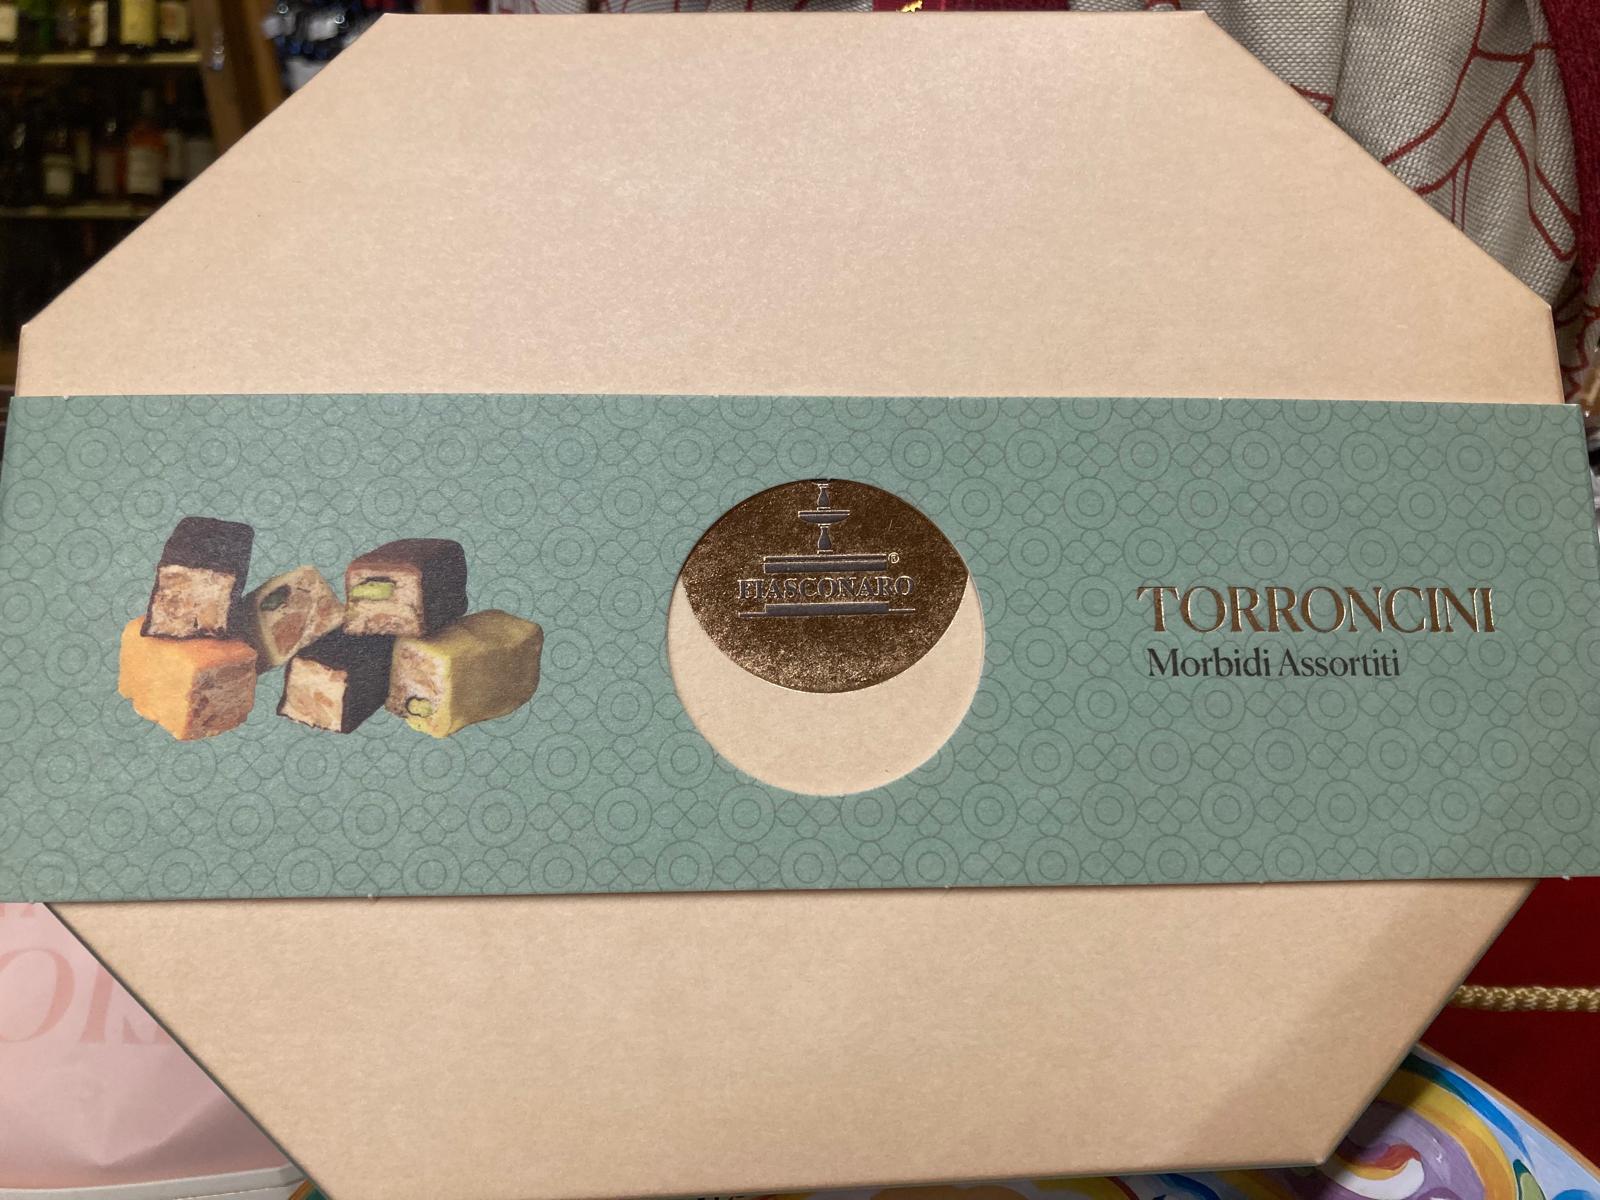 FIASCONARO®
TORRONCINI
Morbidi Assortiti